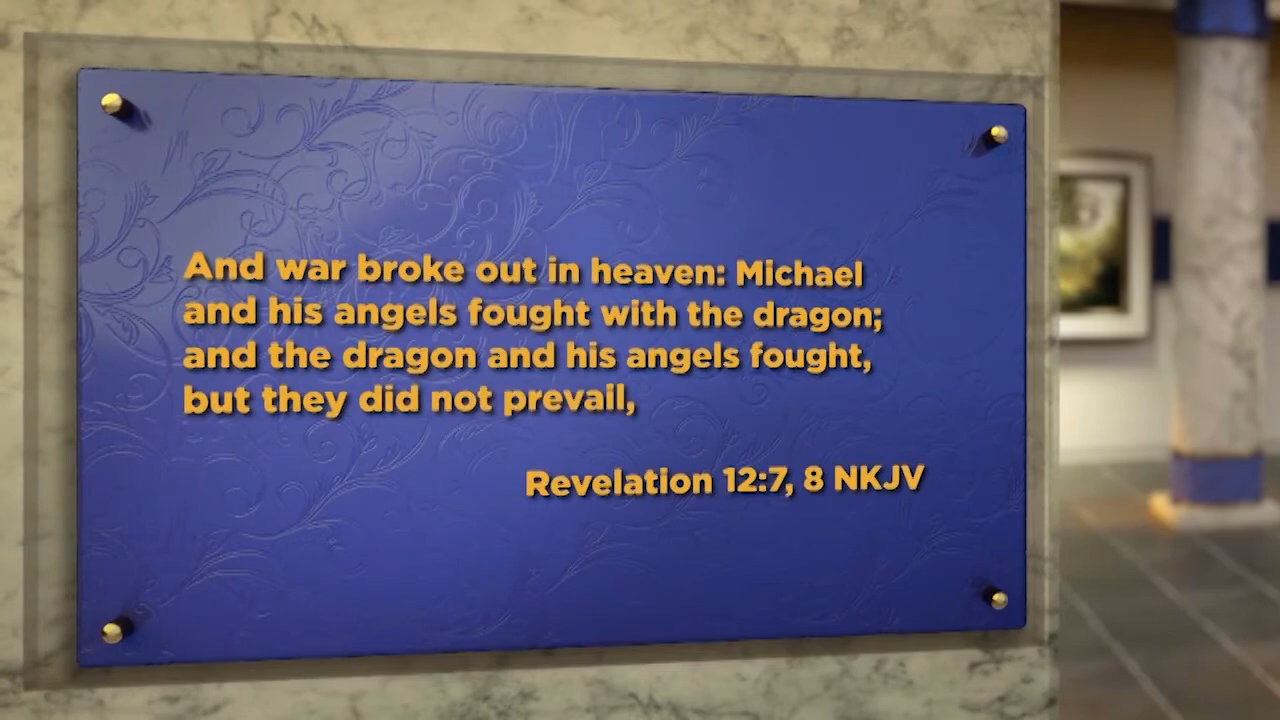 And war broke out in heaven: Michael
and his angels fought with the dragon;
and the dragon and his angels fought,
but they did not prevail,
Revelation 12:7, 8 NKJV